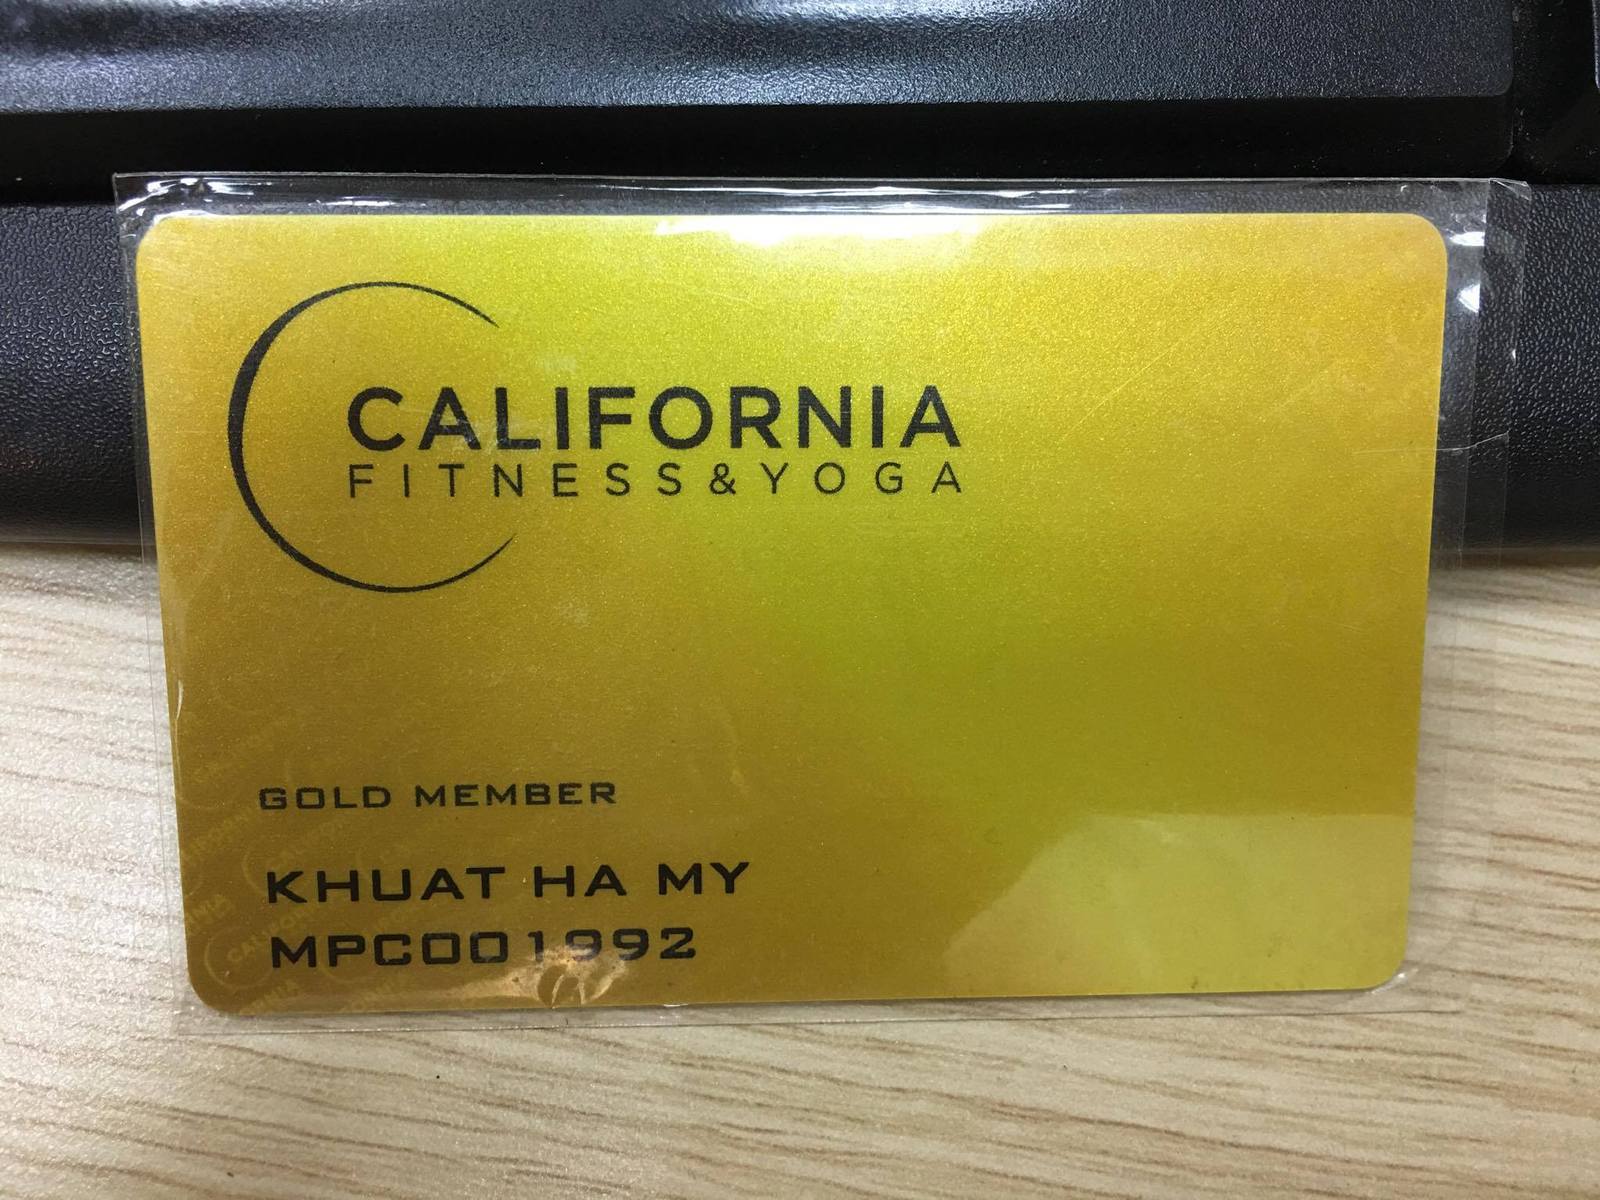 CALIFORNIA
FITNESS&YOGA
GOLD MEMBER
KHUAT HA MY
MPC001992